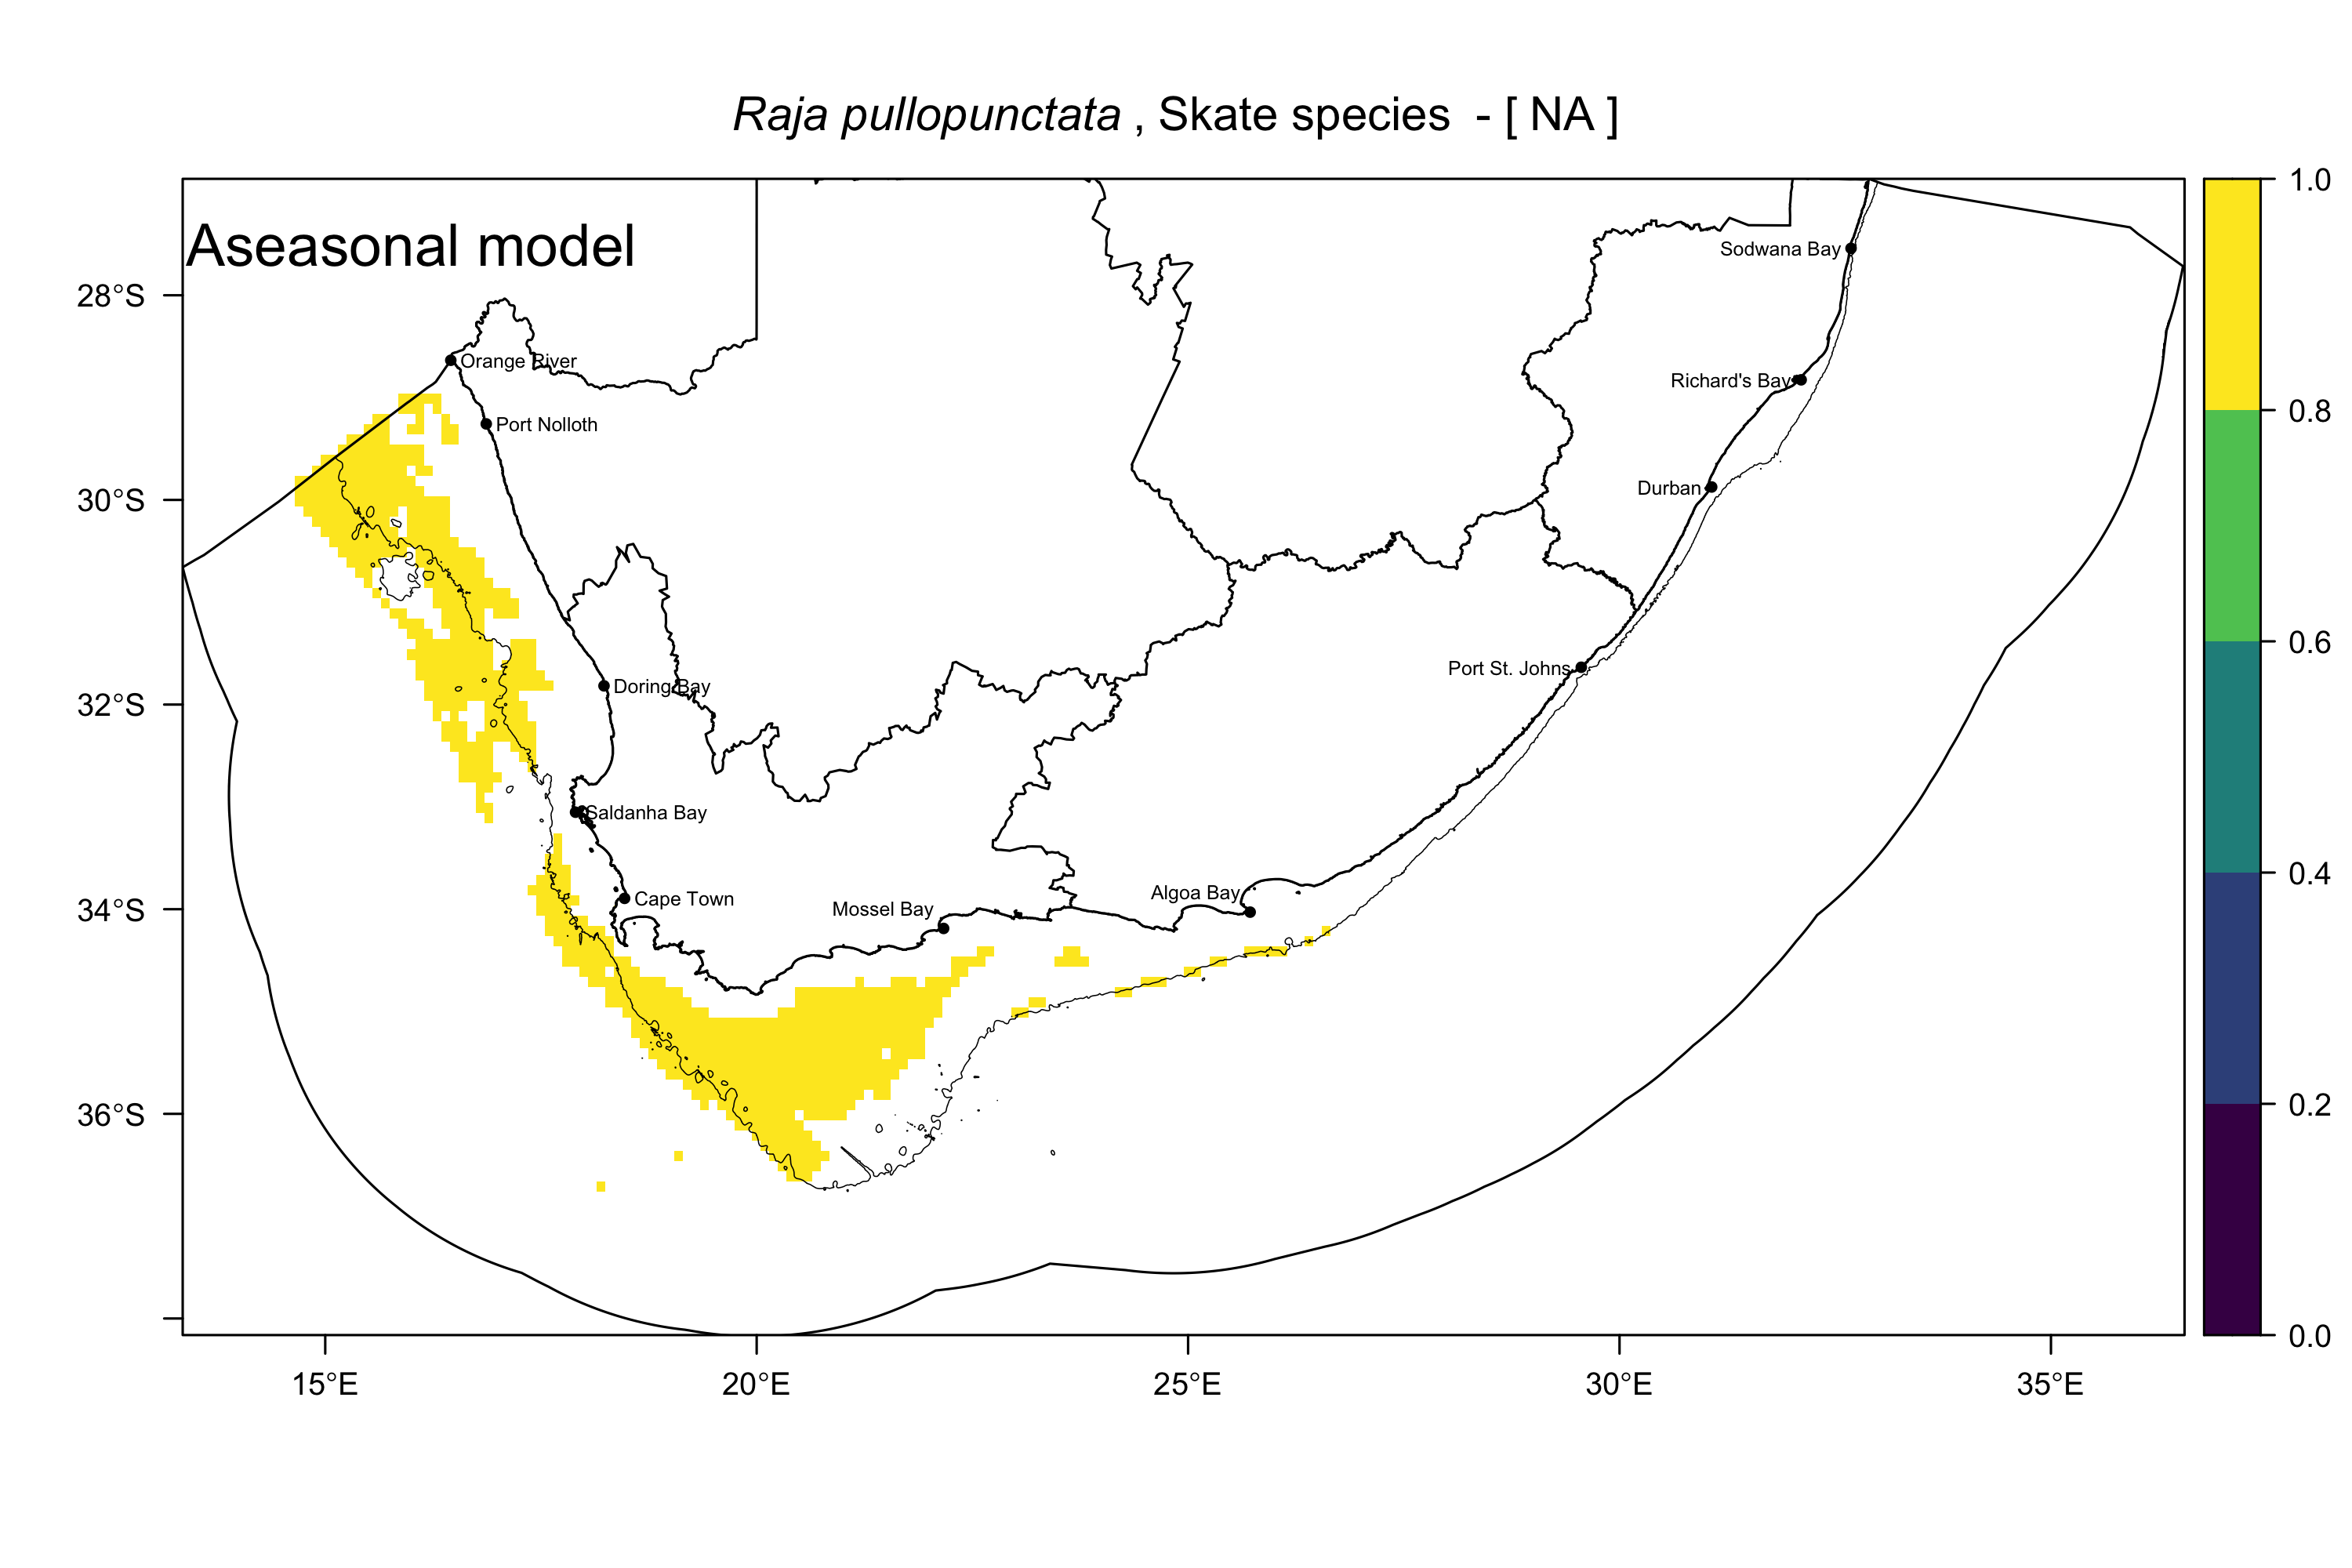 Raja pullopunctata , Skate species - [ NA ]
Aseasonal model
1.0
0.8
0.6
0.4
0.2
0.0
28°S
30°S
32°S
34°S
36°S
15°E
20°E
25°E
30°E
35°E
Sodwana Bay
Orange River
Richard's Bay
Port Nolloth
Durban
Port St. Johns
Doring Bay
Saldanha Bay
Cape Town
Algoa Bay
Mossel Bay